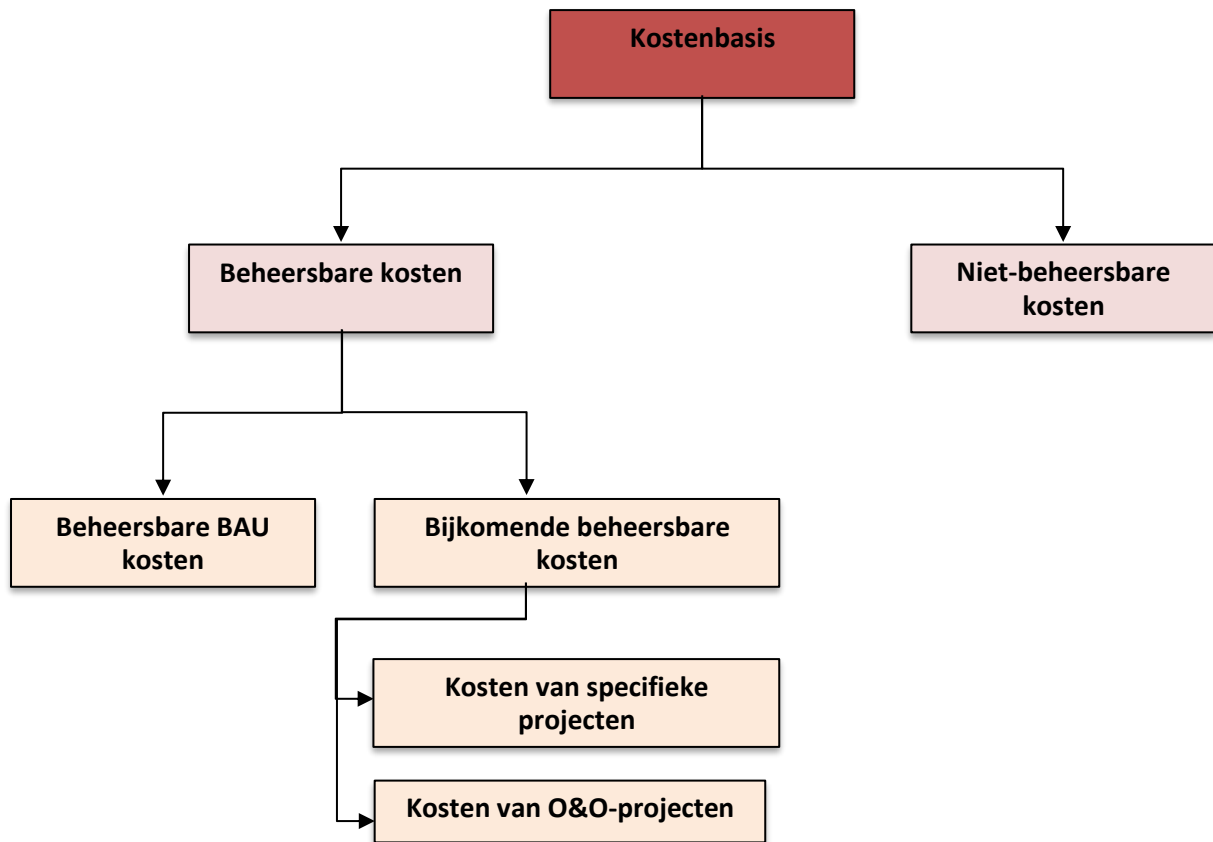 Kostenbasis
Beheersbare kosten
Niet-beheersbare
kosten
Beheersbare BAU
kosten
Bijkomende beheersbare
kosten
Kosten van specifieke
projecten
Kosten van O&O-projecten